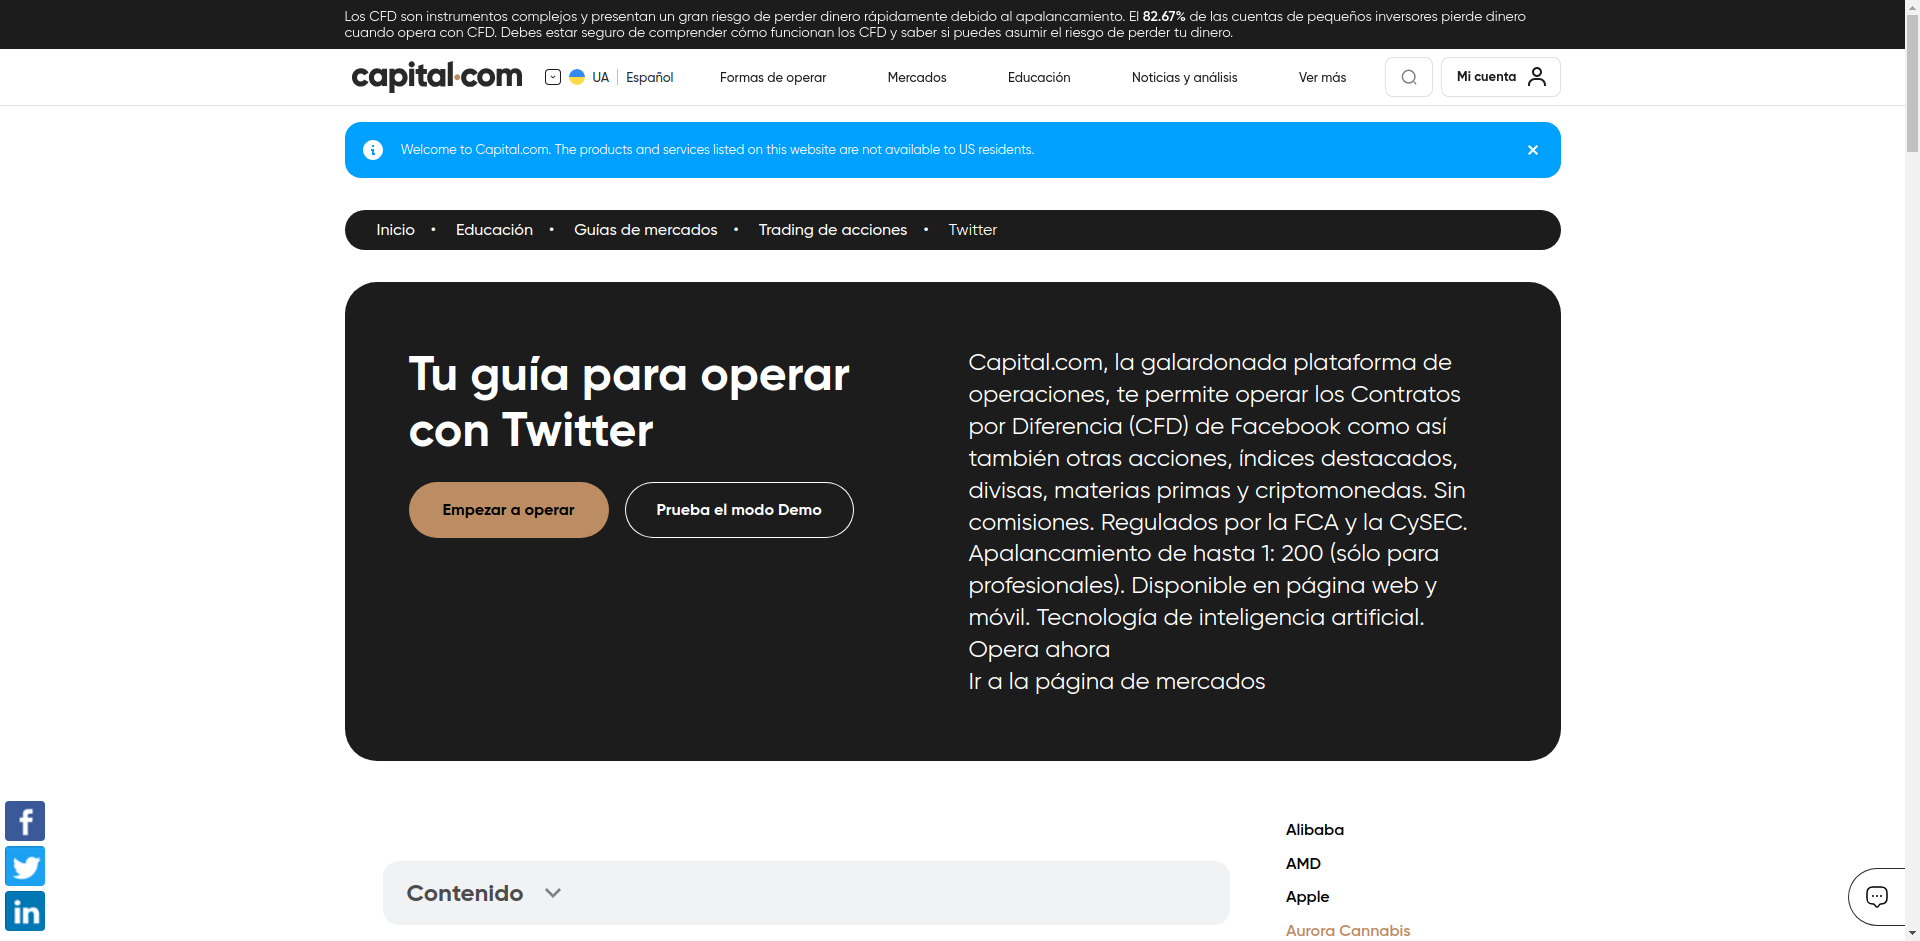 Los CFD son instrumentos complejos y presentan un gran riesgo de perder dinero rápidamente debido al apalancamiento. El 82.67% de las cuentas de pequeños inversores pierde dinero
cuando opera con CFD. Debes estar seguro de comprender cómo funcionan los CFD y saber si puedes asumir el riesgo de perder tu dinero.
capital.com
UA
Español
Formas de operar
Mercados
Educación
Noticias y análisis
Ver más
Mi cuenta
Welcome to Capital.com. The products and services listed on this website are not available to US residents.
Inicio • Educación • Guías de mercados • Trading de acciones • Twitter
Tu guía para operar
con Twitter
Empezar a operar
Prueba el modo Demo
Capital.com, la galardonada plataforma de
operaciones, te permite operar los Contratos
por Diferencia (CFD) de Facebook como así
también otras acciones, índices destacados,
divisas, materias primas y criptomonedas. Sin
comisiones. Regulados por la FCA y la CySEC.
Apalancamiento de hasta 1: 200 (sólo para
profesionales). Disponible en página web y
móvil. Tecnología de inteligencia artificial.
Opera ahora
Ir a la página de mercados
Contenido
Alibaba
AMD
Apple
Aurora Cannabis